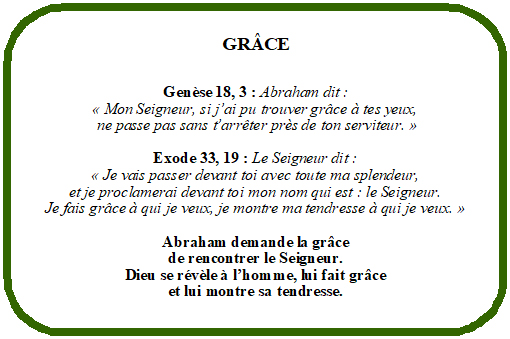 GRÂCE
Genèse 18, 3 : Abraham dit :
« Mon Seigneur, si j'ai pu trouver grâce à tes yeux,
ne passe pas sans t'arrêter près de ton serviteur. »
Exode 33, 19 : Le Seigneur dit :
« Je vais passer devant toi avec toute ma splendeur,
et je proclamerai devant toi mon nom qui est : le Seigneur.
Je fais grâce à qui je veux, je montre ma tendresse à qui je veux. »
Abraham demande la grâce
de rencontrer le Seigneur.
Dieu se révèle à l'homme, lui fait grâce
et lui montre sa tendresse.